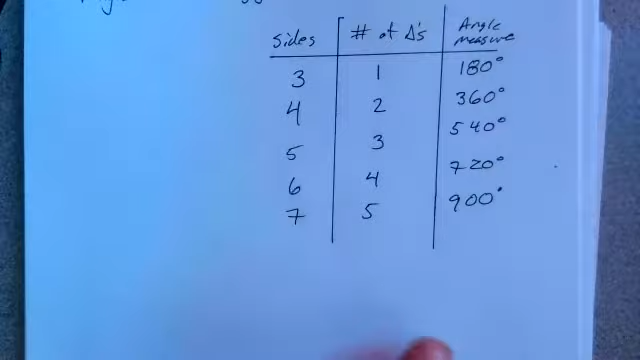 Sides # of Δ's Angle measure
3 1 180°
4 2 360°
5 3 540°
6 4 720°
7 5 900°